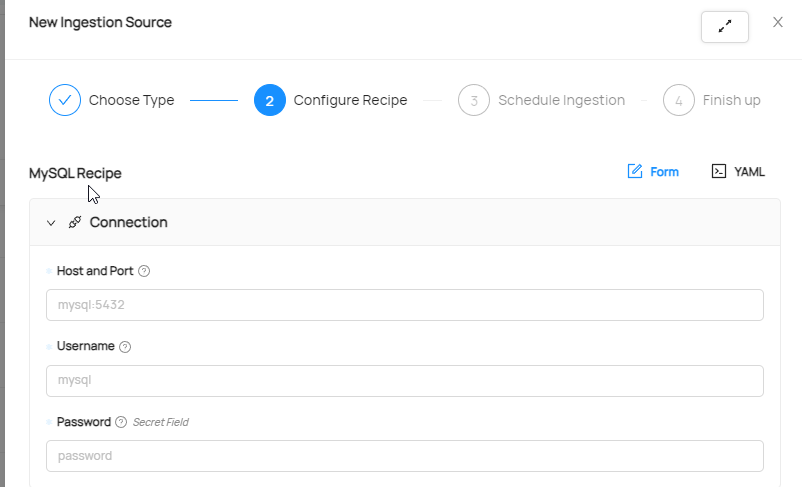 New Ingestion Source
Choose Type
2 Configure Recipe
3 Schedule Ingestion
4 Finish up
MySQL Recipe
Form
YAML
Connection
Host and Port ?
mysql:5432
Username ?
mysql
Password ? Secret Field
password